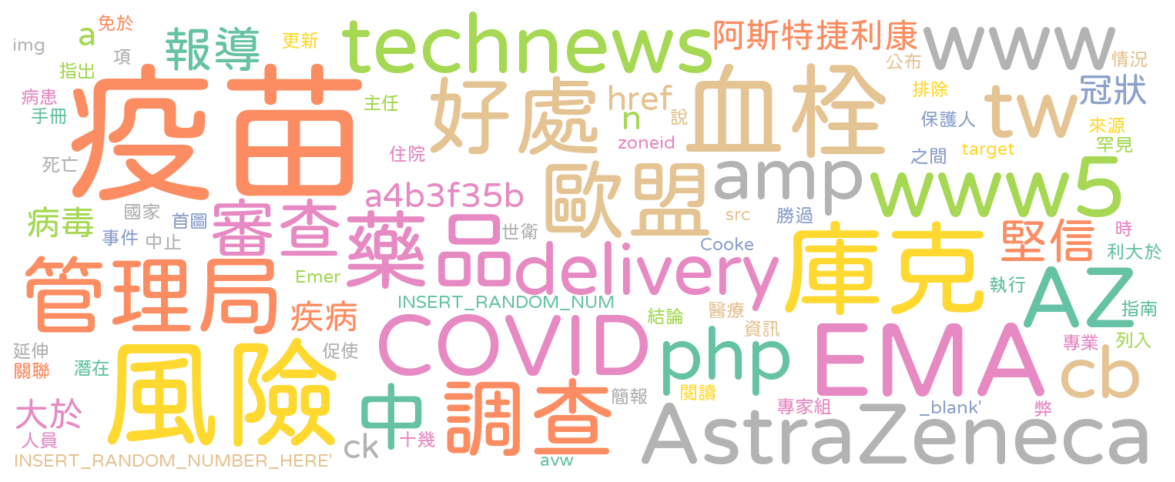 免於
a
img
項
指出
報導
更新
technews
阿斯特捷利康
www
公布
情況
病患
手冊
疫苗
主任
好處
href
n
說
zoneid
血栓
排除
保護人
tw
冠狀
來源
罕見
target
之間
死亡
住院
a4b3f35b
歐盟
amp
www5
病毒
國家
首圖
事件
中止
審查
藥品
世衛
src
勝過
Cooke
堅信
時
利大於
管理局
Emer
疾病
delivery
庫克
執行
AZ
指南
INSERT_RANDOM_NUM
結論
醫療
資訊
延伸
關聯
潛在
風險
促使
COVID
php
EMA
專業
列入
cb
大於
人員
中
ck
十幾
調查
簡報
閱讀
專家組
_blank'
弊
AstraZeneca
INSERT_RANDOM_NUMBER_HERE'
avw